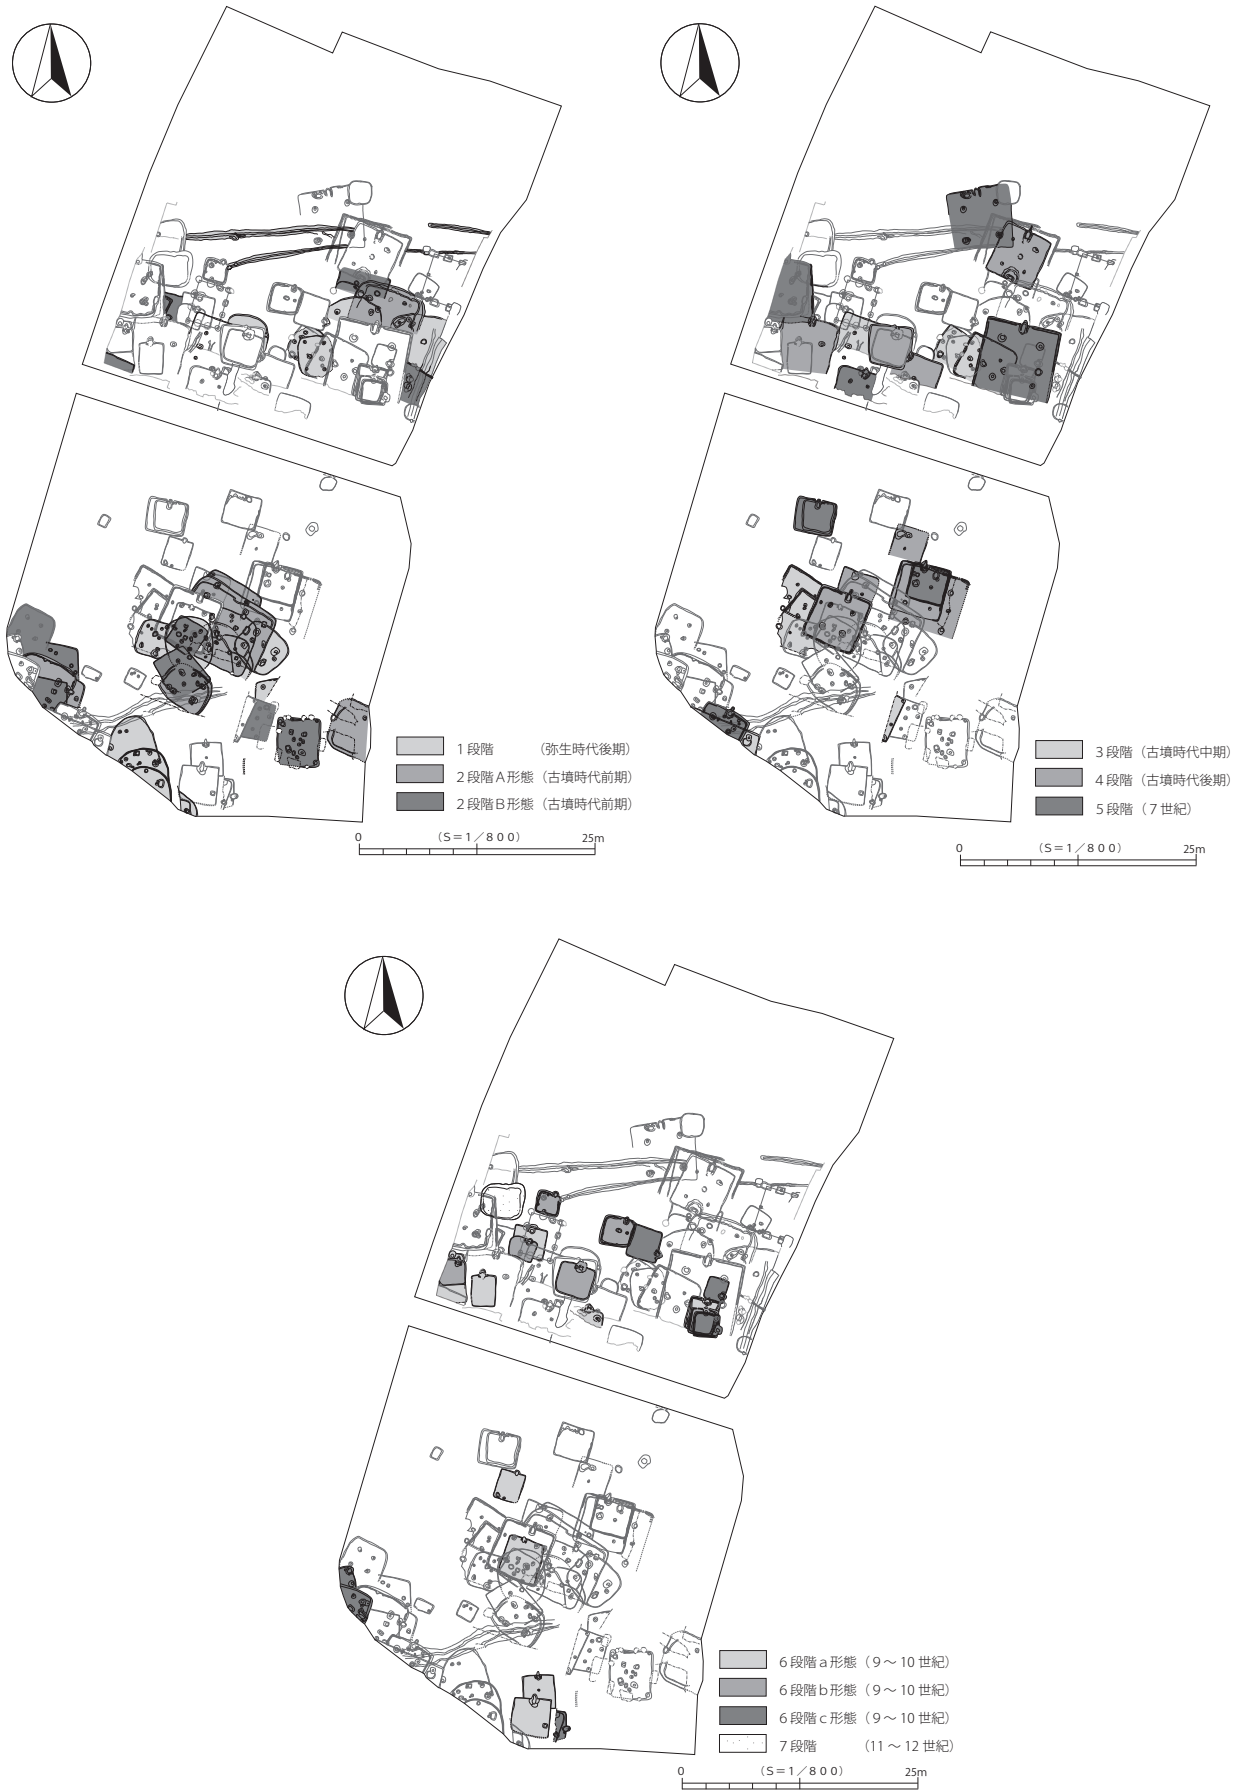 1段階　（弥生時代後期）
2段階A形態（古墳時代前期）
2段階B形態（古墳時代前期）
0　（S＝1／800）　25m
3段階（古墳時代中期）
4段階（古墳時代後期）
5段階（7世紀）
0　（S＝1／800）　25m
6段階a形態（9～10世紀）
6段階b形態（9～10世紀）
6段階c形態（9～10世紀）
7段階　（11～12世紀）
0　（S＝1／800）　25m